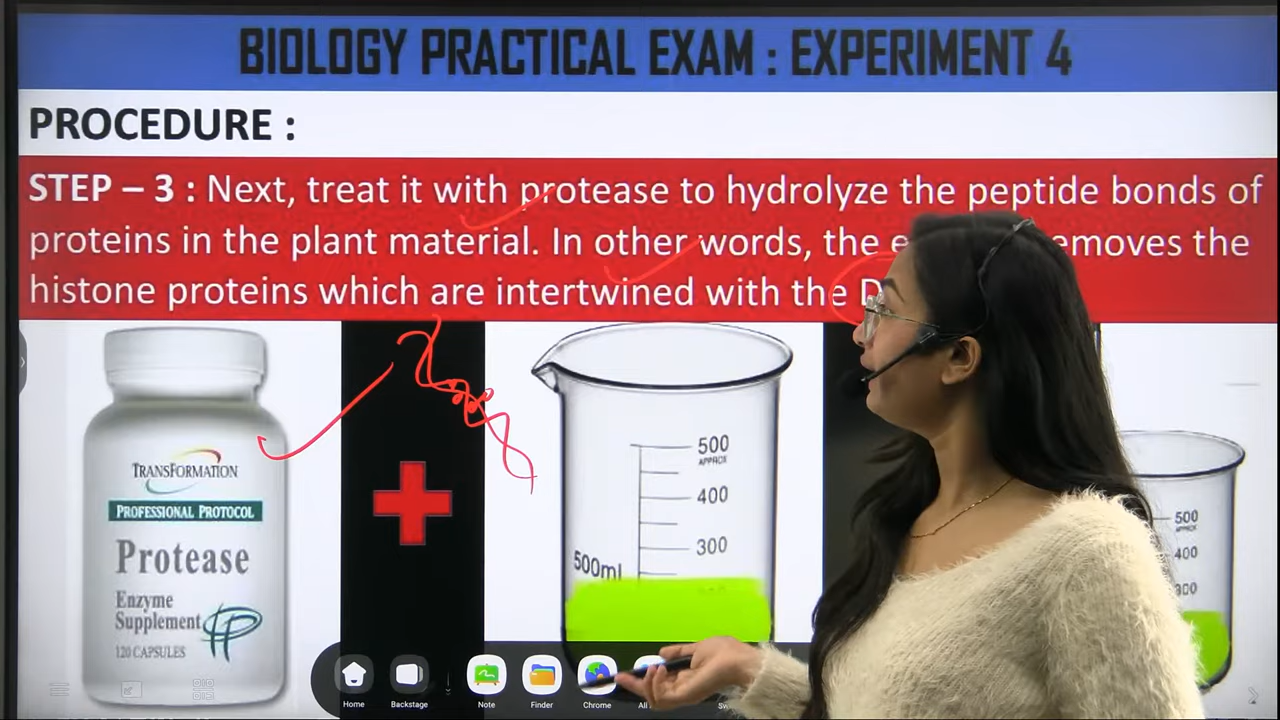 BIOLOGY PRACTICAL EXAM : EXPERIMENT 4
PROCEDURE :
STEP – 3 : Next, treat it with protease to hydrolyze the peptide bonds of
proteins in the plant material. In other words, the e emoves the
histone proteins which are intertwined with the D
TRANSFORMATION
PROFESSIONAL PROTOCOL
Protease
Enzyme
Supplement
120 CAPSULES
500
APPROX
400
300
500ml
500
APPROX
400
300
Home
Backstage
Note
Finder
Chrome
All